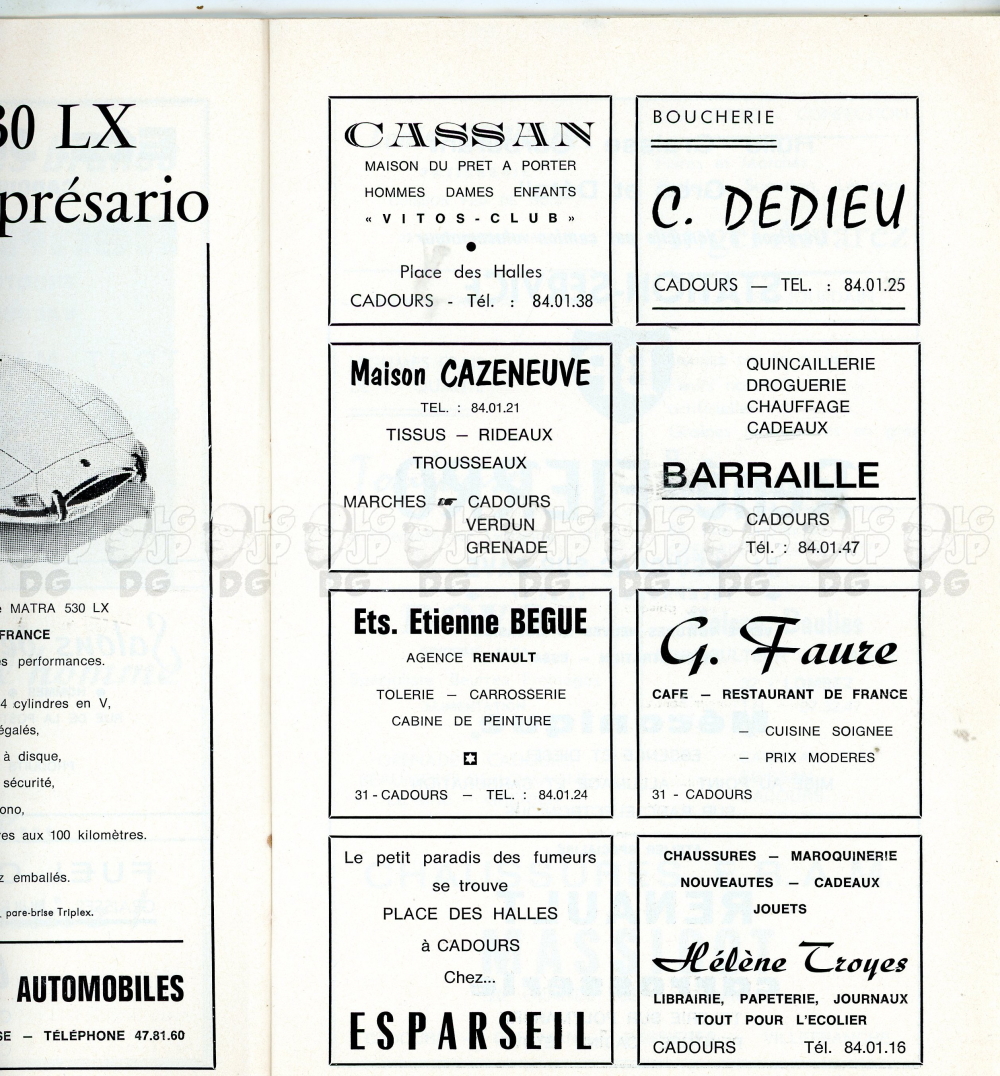 30 LX
présario
MATRA 530 LX
FRANCE
performances.
4 cylindres en V,
à disque,
sécurité,
aux 100 kilomètres.
emballés.
pare-brise Triplex.
AUTOMOBILES
— TÉLÉPHONE 47.81.60
CASSAN
MAISON DU PRET A PORTER
HOMMES DAMES ENFANTS
« VITOS-CLUB »
Place des Halles
CADOURS - Tél. : 84.01.38
BOUCHERIE
C. DEDIEU
CADOURS — TEL. : 84.01.25
Maison CAZENEUVE
TEL. : 84.01.21
TISSUS — RIDEAUX
TROUSSEAUX
MARCHES ☛ CADOURS
VERDUN
GRENADE
QUINCAILLERIE
DROGUERIE
CHAUFFAGE
CADEAUX
BARRAILLE
CADOURS
Tél. : 84.01.47
LGJP DG
Ets. Etienne BEGUE
AGENCE RENAULT
TOLERIE — CARROSSERIE
CABINE DE PEINTURE
31 - CADOURS — TEL. : 84.01.24
G. Faure
CAFE — RESTAURANT DE FRANCE
— CUISINE SOIGNEE
— PRIX MODERES
31 - CADOURS
Le petit paradis des fumeurs
se trouve
PLACE DES HALLES
à CADOURS
Chez...
ESPARSEIL
CHAUSSURES — MAROQUINERIE
NOUVEAUTES — CADEAUX
JOUETS
Hélène Troyes
LIBRAIRIE, PAPETERIE, JOURNAUX
TOUT POUR L'ECOLIER
CADOURS Tél. 84.01.16